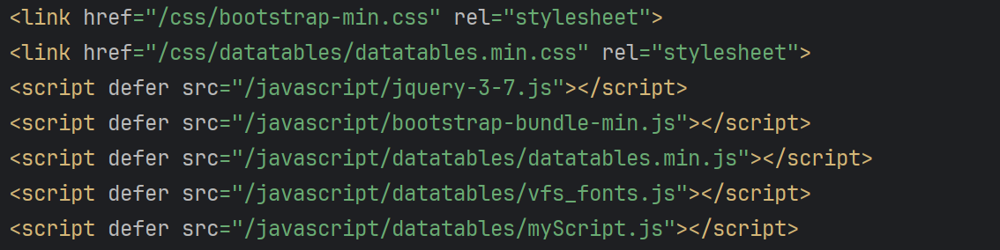 <link href="/css/bootstrap-min.css" rel="stylesheet">
<link href="/css/datatables/datatables.min.css" rel="stylesheet">
<script defer src="/javascript/jquery-3-7.js"></script>
<script defer src="/javascript/bootstrap-bundle-min.js"></script>
<script defer src="/javascript/datatables/datatables.min.js"></script>
<script defer src="/javascript/datatables/vfs_fonts.js"></script>
<script defer src="/javascript/datatables/myScript.js"></script>